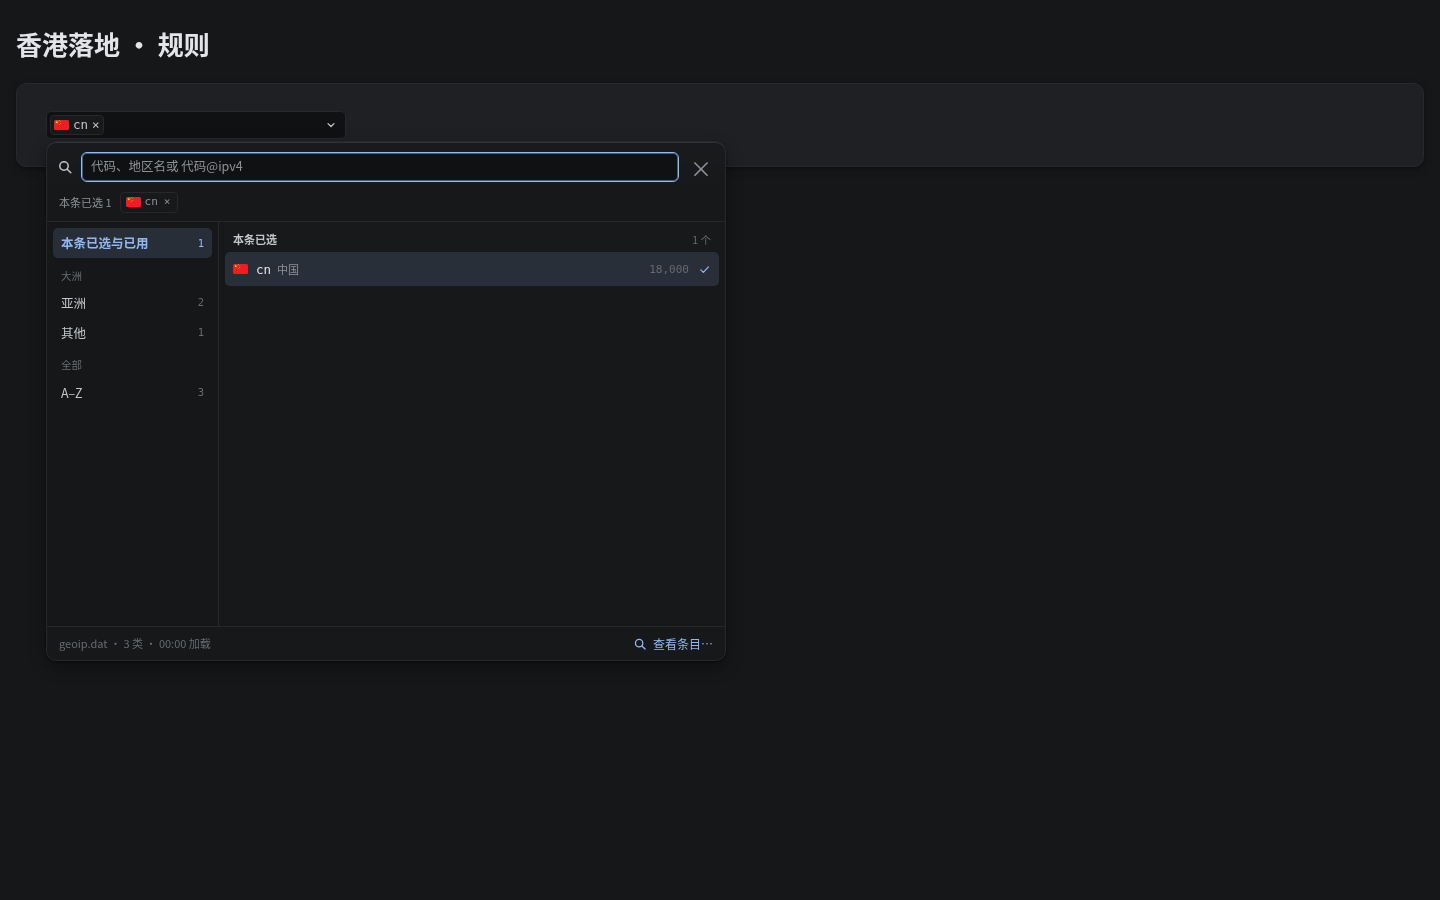 香港落地 · 规则
cn ×
代码、地区名或 代码@ipv4
本条已选 1 cn ×
本条已选与已用 1
本条已选 1 个
cn 中国 18,000
大洲
亚洲 2
其他 1
全部
A–Z 3
geoip.dat · 3 类 · 00:00 加载
查看条目…